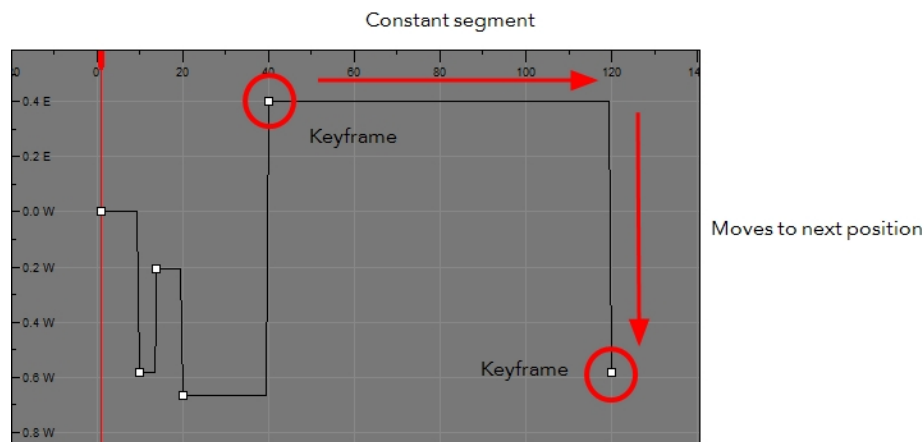 Constant segment
0 0 20 40 60 80 100 120 14
0.4 E
Keyframe
0.2 E
0.0 W
Moves to next position
0.2 W
0.4 W
Keyframe
0.6 W
0.8 W